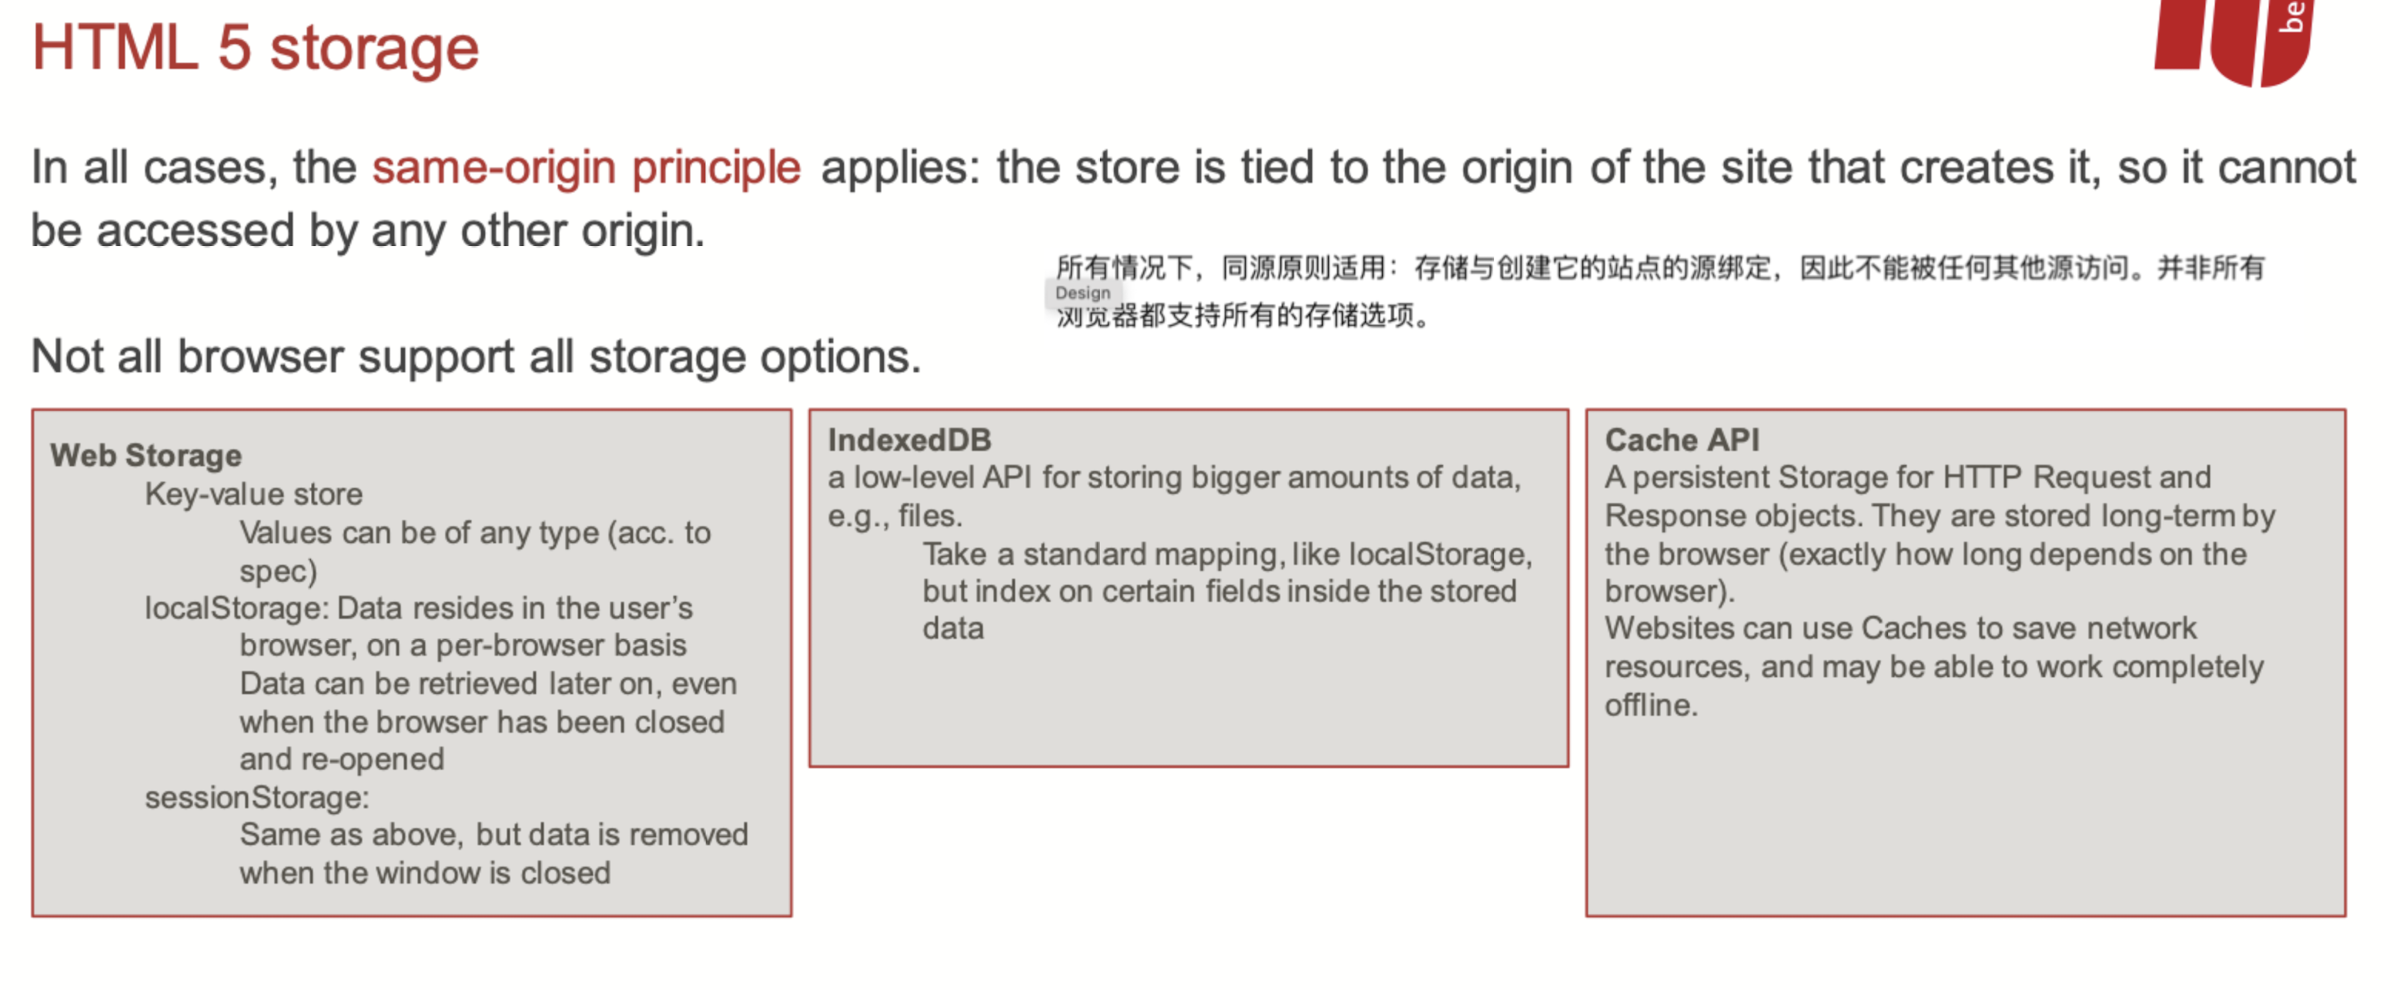 HTML 5 storage
be
In all cases, the same-origin principle applies: the store is tied to the origin of the site that creates it, so it cannot
be accessed by any other origin.
所有情况下，同源原则适用：存储与创建它的站点的源绑定，因此不能被任何其他源访问。并非所有
Design
浏览器都支持所有的存储选项。
Not all browser support all storage options.
Web Storage
Key-value store
Values can be of any type (acc. to
spec)
localStorage: Data resides in the user’s
browser, on a per-browser basis
Data can be retrieved later on, even
when the browser has been closed
and re-opened
sessionStorage:
Same as above, but data is removed
when the window is closed
IndexedDB
a low-level API for storing bigger amounts of data,
e.g., files.
Take a standard mapping, like localStorage,
but index on certain fields inside the stored
data
Cache API
A persistent Storage for HTTP Request and
Response objects. They are stored long-term by
the browser (exactly how long depends on the
browser).
Websites can use Caches to save network
resources, and may be able to work completely
offline.